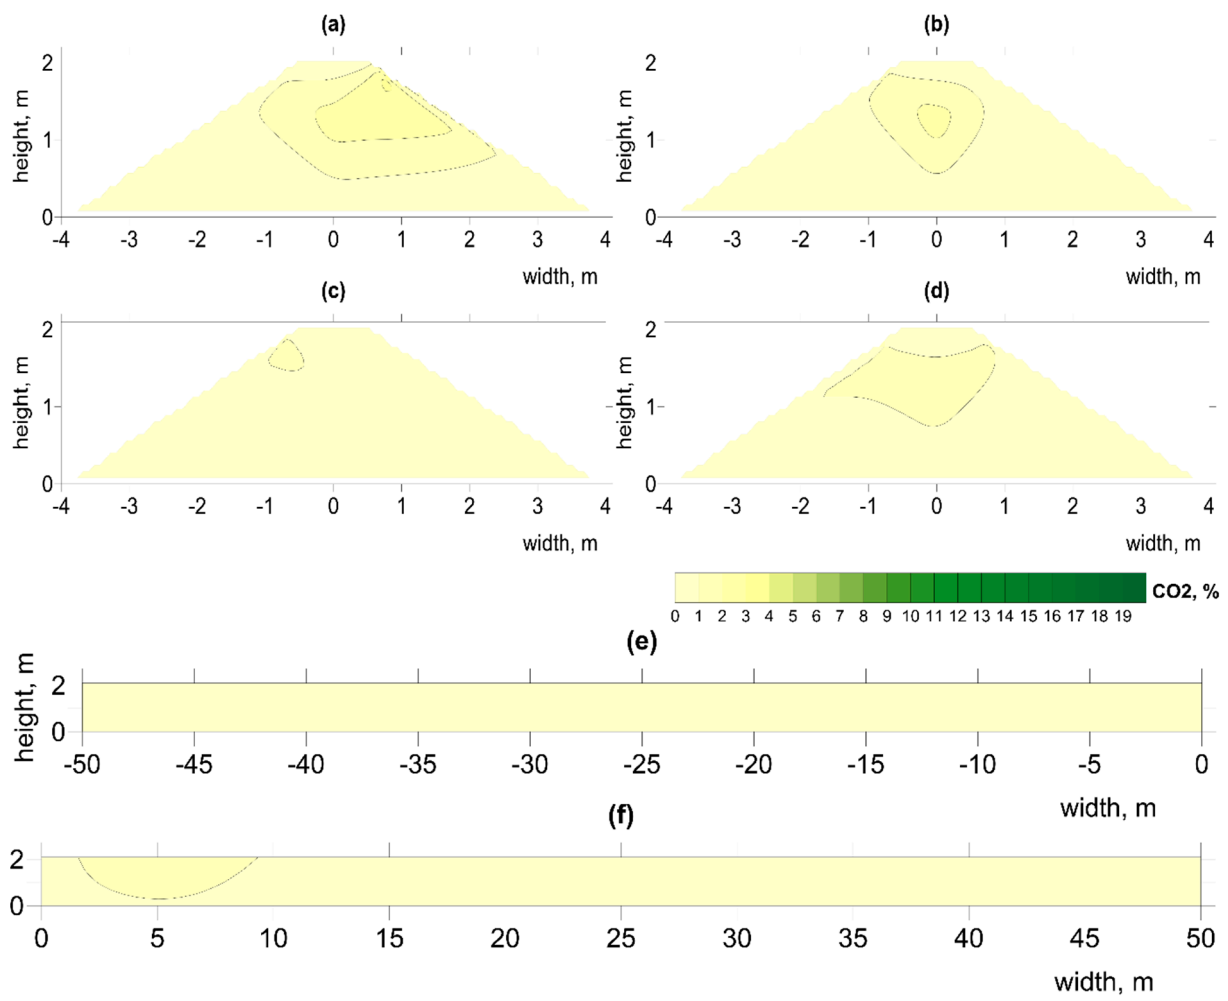 (a) (b)
height, m
2
1
0
-4 -3 -2 -1 0 1 2 3 4
width, m
height, m
2
1
0
-4 -3 -2 -1 0 1 2 3 4
width, m
(c) (d)
height, m
2
1
0
-4 -3 -2 -1 0 1 2 3 4
width, m
height, m
2
1
0
-4 -3 -2 -1 0 1 2 3 4
width, m
CO2, %
0 1 2 3 4 5 6 7 8 9 10 11 12 13 14 15 16 17 18 19
(e)
height, m
2
0
-50 -45 -40 -35 -30 -25 -20 -15 -10 -5 0
width, m
(f)
2
0
0 5 10 15 20 25 30 35 40 45 50
width, m